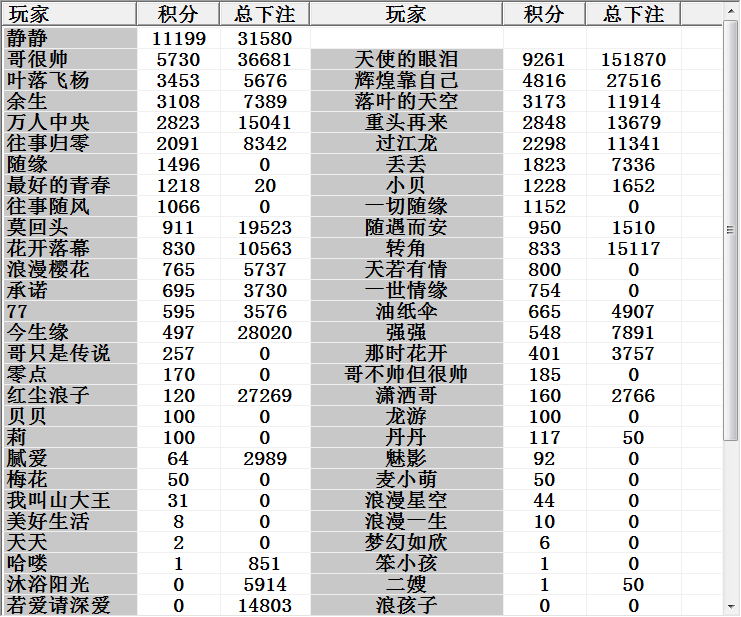 玩家 积分 总下注 玩家 积分 总下注
静静 11199 31580
哥很帅 5730 36681 天使的眼泪 9261 151870
叶落飞杨 3453 5676 辉煌靠自己 4816 27516
余生 3108 7389 落叶的天空 3173 11914
万人中央 2823 15041 重头再来 2848 13679
往事归零 2091 8342 过江龙 2298 11341
随缘 1496 0 丢丢 1823 7336
最好的青春 1218 20 小贝 1228 1652
往事随风 1066 0 一切随缘 1152 0
莫回头 911 19523 随遇而安 950 1510
花开落幕 830 10563 转角 833 15117
浪漫樱花 765 5737 天若有情 800 0
承诺 695 3730 一世情缘 754 0
77 595 3576 油纸伞 665 4907
今生缘 497 28020 强强 548 7891
哥只是传说 257 0 那时花开 401 3757
零点 170 0 哥不帅但很帅 185 0
红尘浪子 120 27269 潇洒哥 160 2766
贝贝 100 0 龙游 100 0
莉 100 0 丹丹 117 50
腻爱 64 2989 魅影 92 0
梅花 50 0 麦小萌 50 0
我叫山大王 31 0 浪漫星空 44 0
美好生活 8 0 浪漫一生 10 0
天天 2 0 梦幻如欣 6 0
哈喽 1 851 笨小孩 1 0
沐浴阳光 0 5914 二嫂 1 50
若爱请深爱 0 14803 浪孩子 0 0